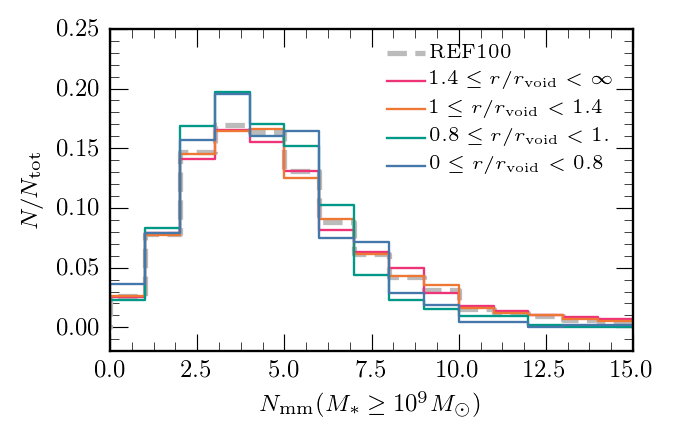 0.25
0.20
0.15
0.10
0.05
0.00
N/N_tot
REF100
1.4 ≤ r/r_void < ∞
1 ≤ r/r_void < 1.4
0.8 ≤ r/r_void < 1.
0 ≤ r/r_void < 0.8
0.0 2.5 5.0 7.5 10.0 12.5 15.0
N_mm(M_* ≥ 10^9 M_⊙)